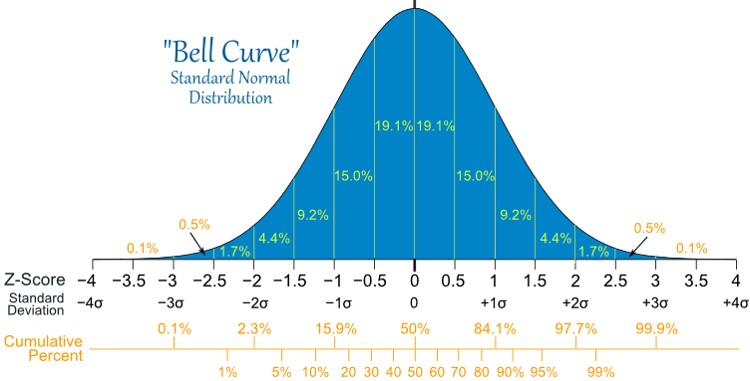 "Bell Curve"
Standard Normal
Distribution
19.1% 19.1%
15.0% 15.0%
9.2% 9.2%
0.5% 0.5%
4.4% 4.4%
0.1% 1.7% 1.7% 0.1%
Z-Score −4 −3.5 −3 −2.5 −2 −1.5 −1 −0.5 0 0.5 1 1.5 2 2.5 3 3.5 4
Standard
Deviation −4σ −3σ −2σ −1σ 0 +1σ +2σ +3σ +4σ
0.1% 2.3% 15.9% 50% 84.1% 97.7% 99.9%
Cumulative
Percent
1% 5% 10% 20 30 40 50 60 70 80 90% 95% 99%